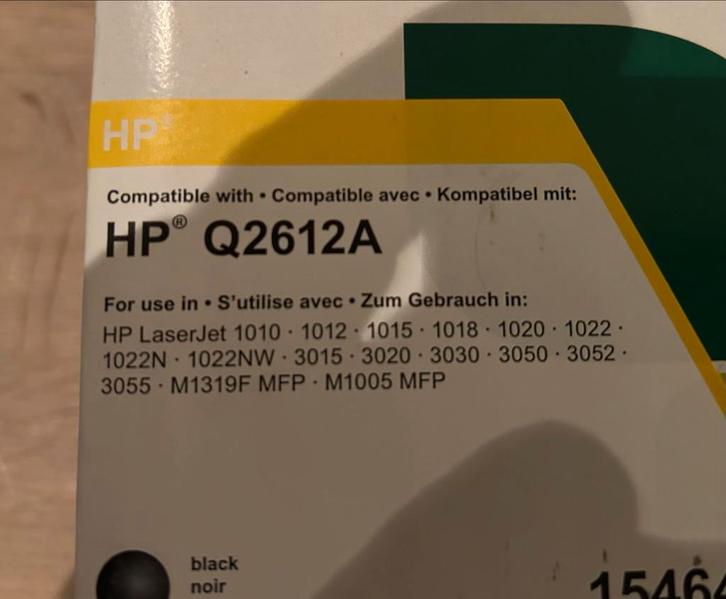 HP®
Compatible with • Compatible avec • Kompatibel mit:
HP® Q2612A
For use in • S'utilise avec • Zum Gebrauch in:
HP LaserJet 1010 · 1012 · 1015 · 1018 · 1020 · 1022 ·
1022N · 1022NW · 3015 · 3020 · 3030 · 3050 · 3052 ·
3055 · M1319F MFP · M1005 MFP
black
noir